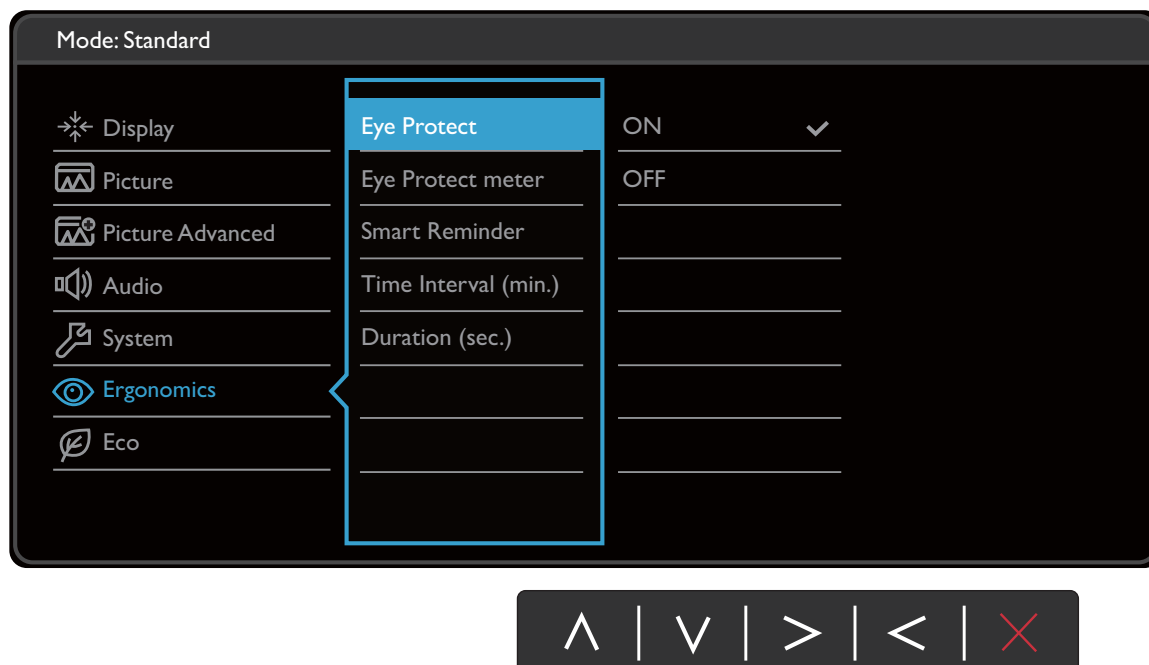 Mode: Standard
Display
Picture
Picture Advanced
Audio
System
Ergonomics
Eco
Eye Protect
Eye Protect meter
Smart Reminder
Time Interval (min.)
Duration (sec.)
ON
OFF